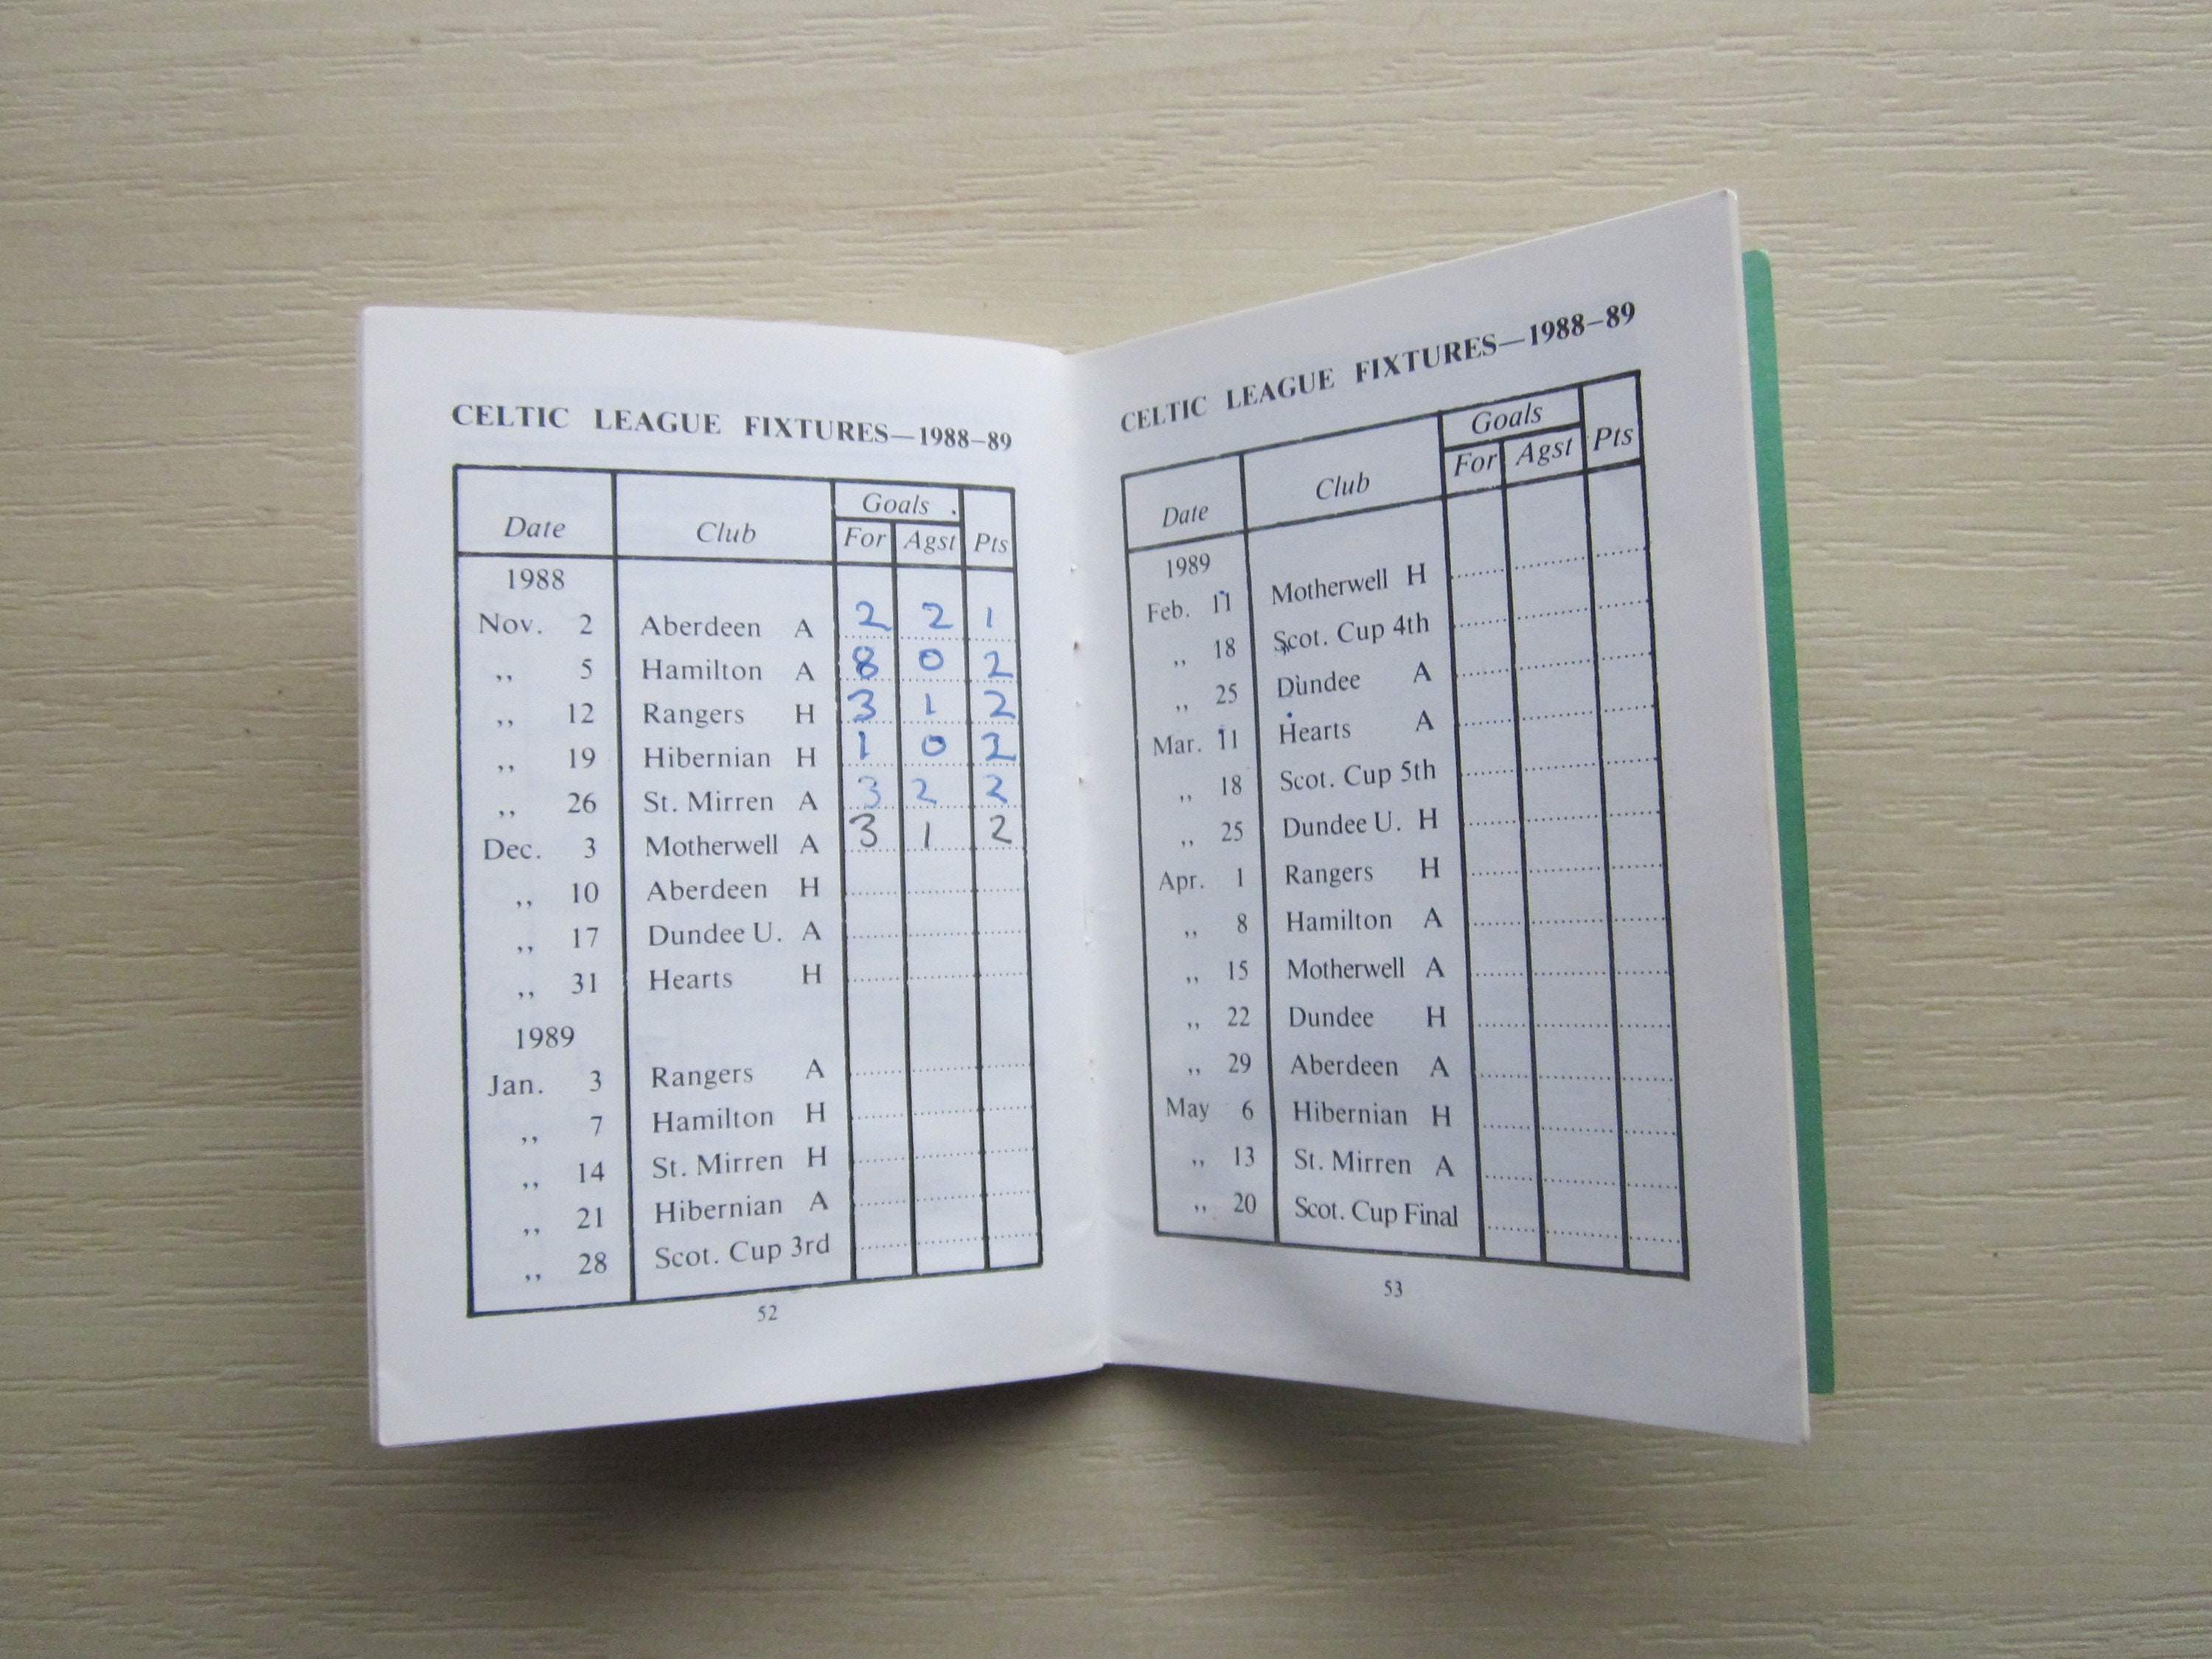 CELTIC LEAGUE FIXTURES—1988–89
Date Club Goals Pts
For Agst
1988
Nov. 2 Aberdeen A 2 2 1
,, 5 Hamilton A 8 0 2
,, 12 Rangers H 3 1 2
,, 19 Hibernian H 1 0 2
,, 26 St. Mirren A 3 2 2
Dec. 3 Motherwell A 3 1 2
,, 10 Aberdeen H
,, 17 Dundee U. A
,, 31 Hearts H
1989
Jan. 3 Rangers A
,, 7 Hamilton H
,, 14 St. Mirren H
,, 21 Hibernian A
,, 28 Scot. Cup 3rd
52
CELTIC LEAGUE FIXTURES—1988–89
Date Club Goals Pts
For Agst
1989
Feb. 11 Motherwell H
,, 18 Scot. Cup 4th
,, 25 Dundee A
Mar. 11 Hearts A
,, 18 Scot. Cup 5th
,, 25 Dundee U. H
Apr. 1 Rangers H
,, 8 Hamilton A
,, 15 Motherwell A
,, 22 Dundee H
,, 29 Aberdeen A
May 6 Hibernian H
,, 13 St. Mirren A
,, 20 Scot. Cup Final
53